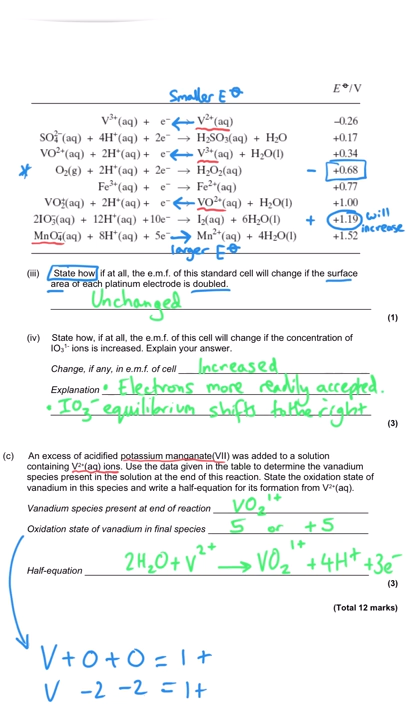 E⊖/V
Smaller E⊖
V³⁺(aq) + e⁻ ← V²⁺(aq) –0.26
SO₄²⁻(aq) + 4H⁺(aq) + 2e⁻ → H₂SO₃(aq) + H₂O +0.17
VO²⁺(aq) + 2H⁺(aq) + e⁻ ← V³⁺(aq) + H₂O(l) +0.34
* O₂(g) + 2H⁺(aq) + 2e⁻ → H₂O₂(aq) – +0.68
Fe³⁺(aq) + e⁻ → Fe²⁺(aq) +0.77
VO₂⁺(aq) + 2H⁺(aq) + e⁻ ← VO²⁺(aq) + H₂O(l) +1.00
2IO₃⁻(aq) + 12H⁺(aq) +10e⁻ → I₂(aq) + 6H₂O(l) + +1.19 will increase
MnO₄⁻(aq) + 8H⁺(aq) + 5e⁻ → Mn²⁺(aq) + 4H₂O(l) +1.52
larger E⊖
(iii) State how, if at all, the e.m.f. of this standard cell will change if the surface
area of each platinum electrode is doubled.
Unchanged
(1)
(iv) State how, if at all, the e.m.f. of this cell will change if the concentration of
IO₃¹⁻ ions is increased. Explain your answer.
Change, if any, in e.m.f. of cell Increased
Explanation • Electrons more readily accepted.
• IO₃⁻ equilibrium shifts to the right
(3)
(c) An excess of acidified potassium manganate(VII) was added to a solution
containing V²⁺(aq) ions. Use the data given in the table to determine the vanadium
species present in the solution at the end of this reaction. State the oxidation state of
vanadium in this species and write a half-equation for its formation from V²⁺(aq).
Vanadium species present at end of reaction VO₂¹⁺
Oxidation state of vanadium in final species 5 or +5
Half-equation 2H₂O + V²⁺ → VO₂¹⁺ + 4H⁺ + 3e⁻
(3)
(Total 12 marks)
V + O + O = 1+
V -2 -2 = 1+